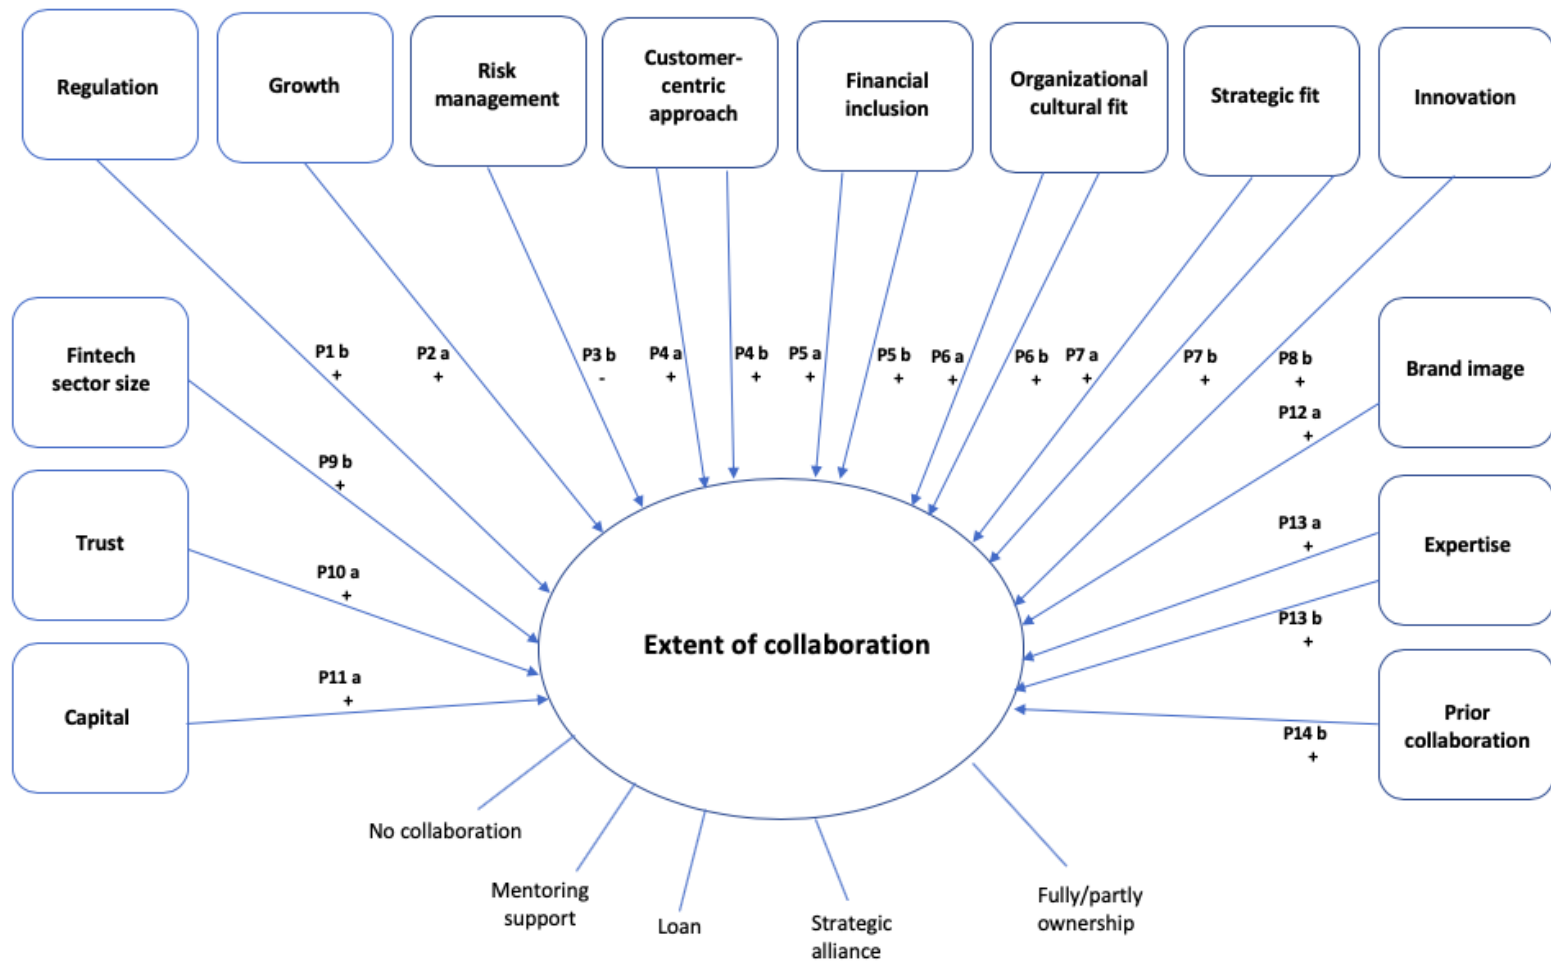 Regulation
Growth
Risk
management
Customer-
centric
approach
Financial
inclusion
Organizational
cultural fit
Strategic fit
Innovation
Fintech
sector size
Trust
Capital
Brand image
Expertise
Prior
collaboration
P1 b
+
P2 a
+
P3 b
-
P4 a
+
P4 b
+
P5 a
+
P5 b
+
P6 a
+
P6 b
+
P7 a
+
P7 b
+
P8 b
+
P12 a
+
P9 b
+
P10 a
+
P11 a
+
P13 a
+
P13 b
+
P14 b
+
Extent of collaboration
No collaboration
Mentoring
support
Loan
Strategic
alliance
Fully/partly
ownership